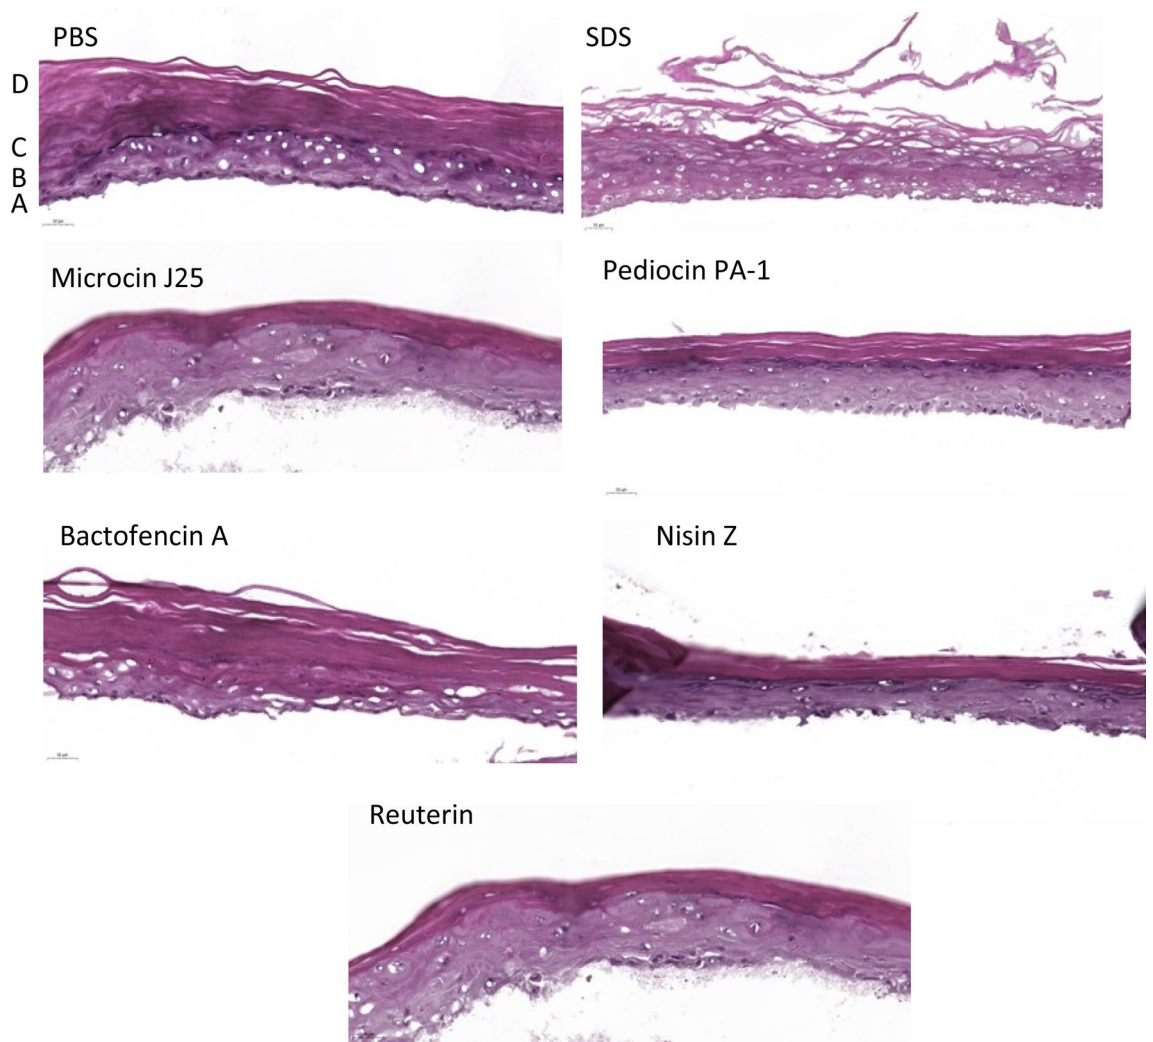 PBS
SDS
D
C
B
A
Microcin J25
Pediocin PA-1
Bactofencin A
Nisin Z
Reuterin